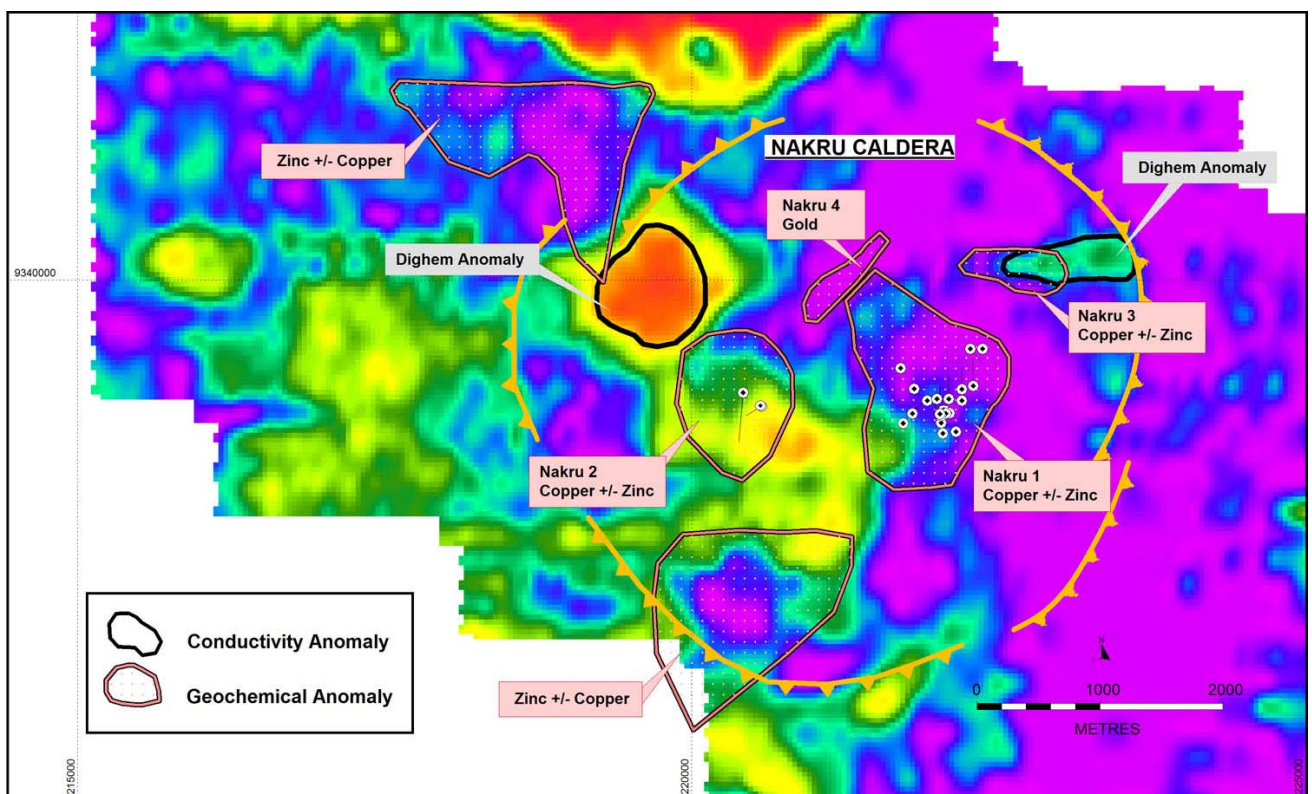 NAKRU CALDERA
Zinc +/- Copper
Dighem Anomaly
Nakru 4
Gold
Dighem Anomaly
9340000
Nakru 3
Copper +/- Zinc
Nakru 2
Copper +/- Zinc
Nakru 1
Copper +/- Zinc
Conductivity Anomaly
Geochemical Anomaly
Zinc +/- Copper
N
0 1000 2000
METRES
215000
220000
225000